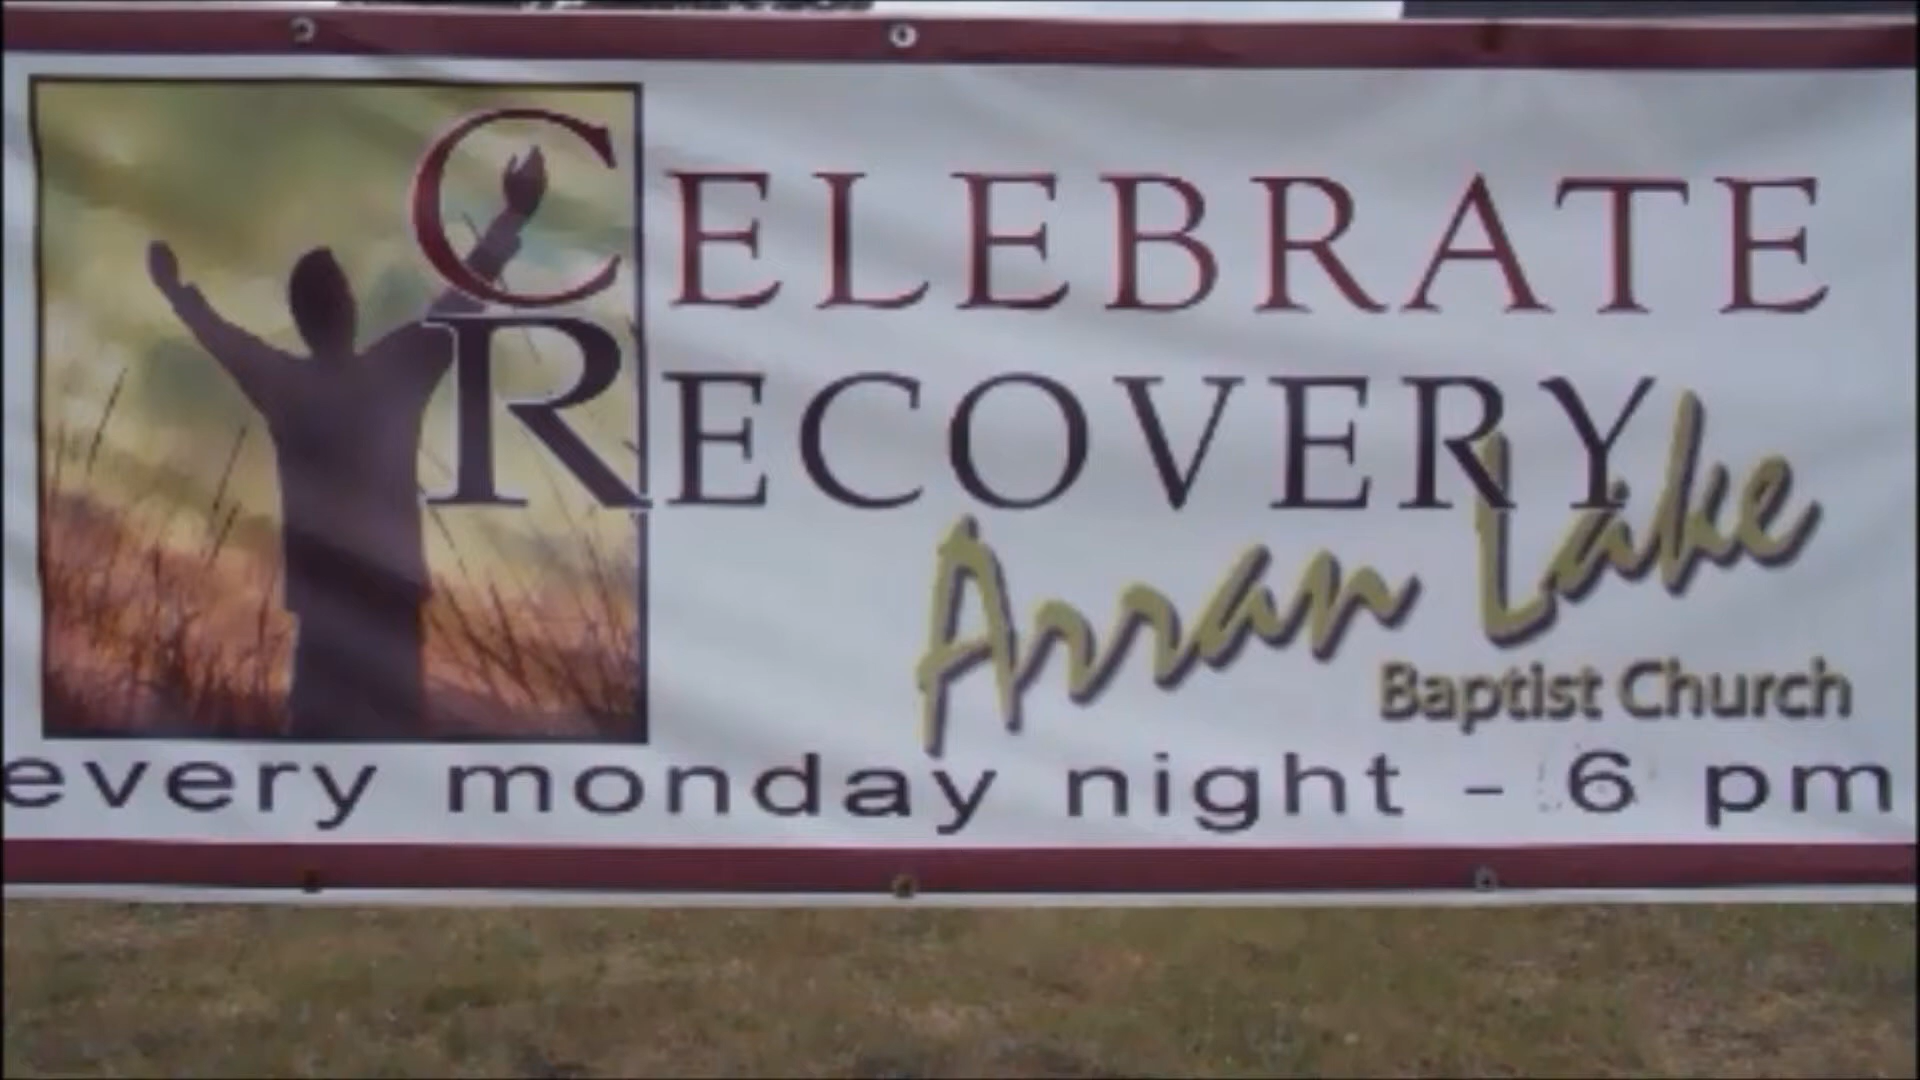 CELEBRATE
RECOVERY
Arran Lake
Baptist Church
every monday night - 6 pm